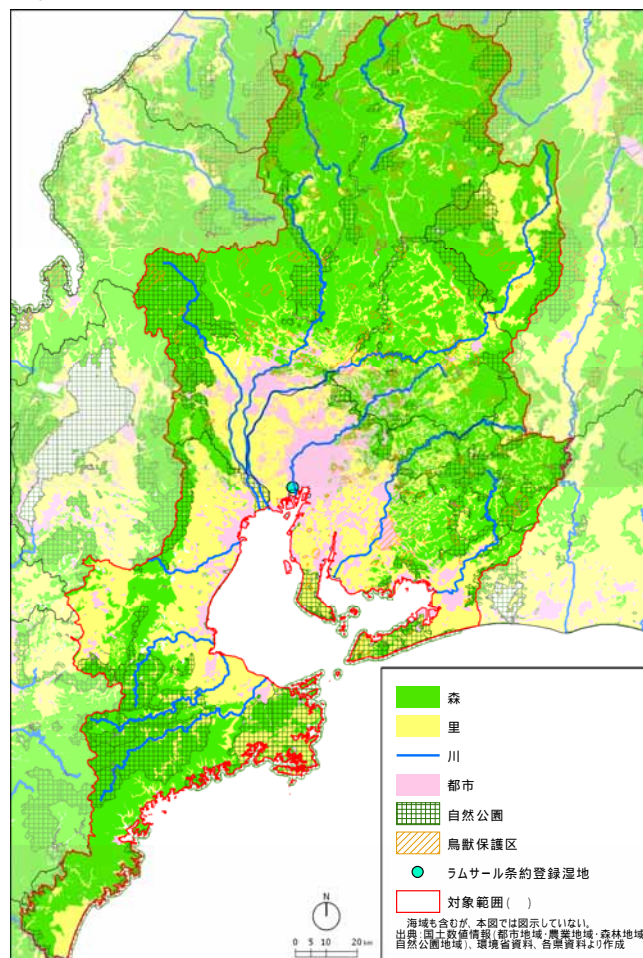 森
里
川
都市
自然公園
鳥獣保護区
ラムサール条約登録湿地
対象範囲( )
海域も含むが、本図では図示していない。
出典:国土数値情報(都市地域・農業地域・森林地域
自然公園地域)、環境省資料、各県資料より作成
N
0 5 10 20 km